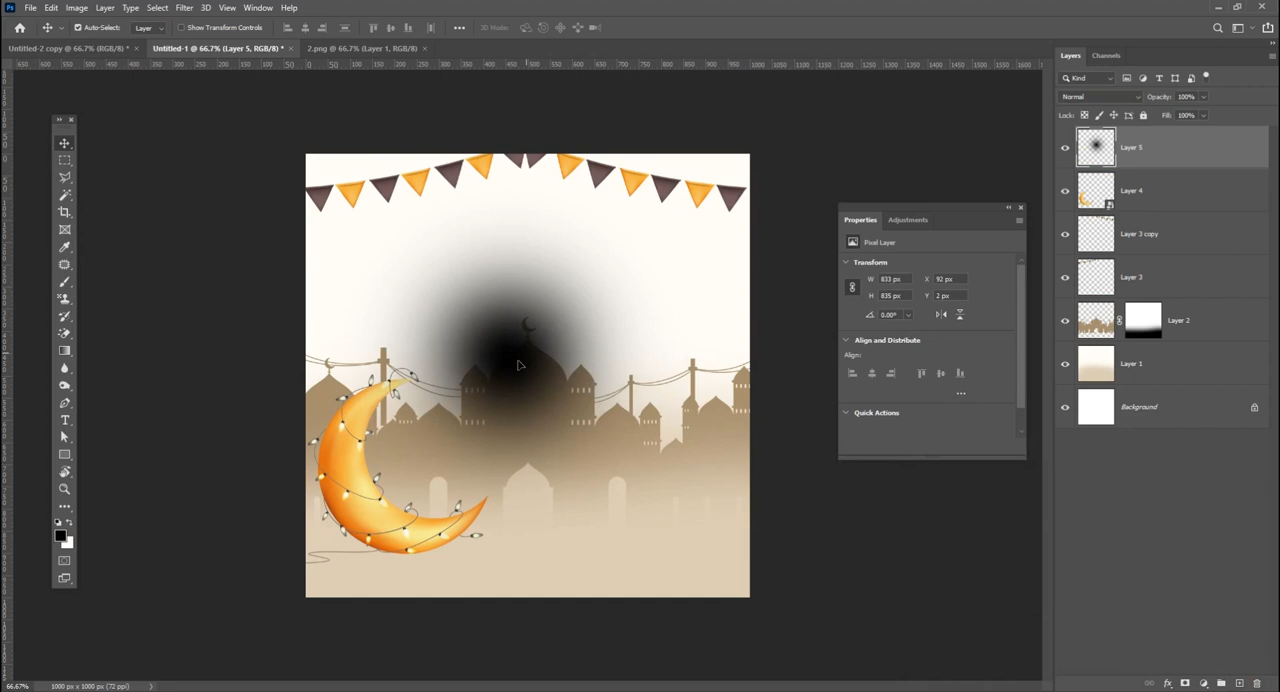 File Edit Image Layer Type Select Filter 3D View Window Help
Auto-Select: Layer Show Transform Controls 3D Mode:
Untitled-2 copy @ 66.7% (RGB/8) * × Untitled-1 @ 66.7% (Layer 5, RGB/8) * × 2.png @ 66.7% (Layer 1, RGB/8) ×
Layers Channels
Kind
Normal Opacity: 100%
Lock: Fill: 100%
Layer 5
Layer 4
Layer 3 copy
Layer 3
Layer 2
Layer 1
Background
Properties Adjustments
Pixel Layer
Transform
W 833 px X 92 px
H 835 px Y 2 px
0.00°
Align and Distribute
Align:
Quick Actions
66.67% 1000 px x 1000 px (72 ppi)